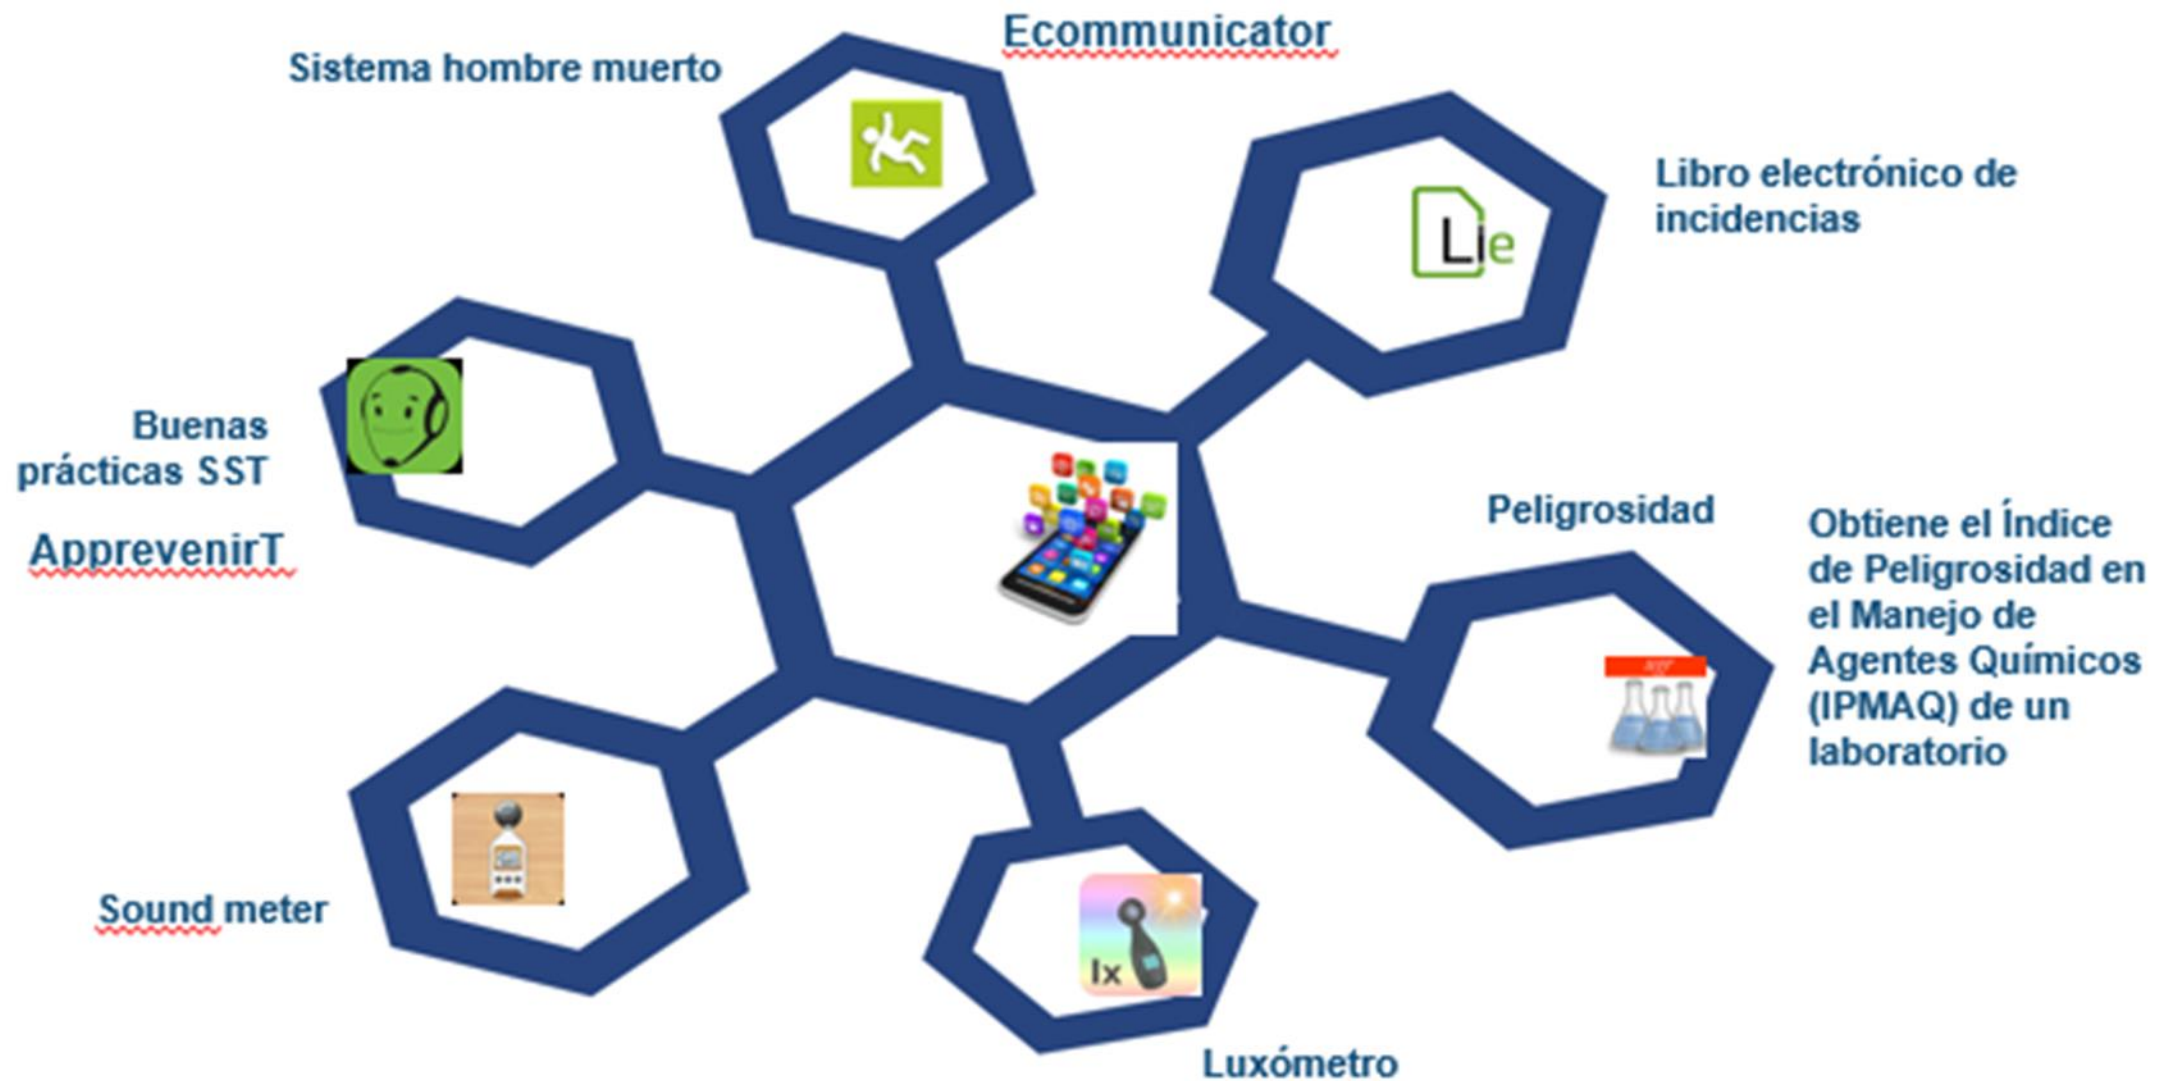 Ecommunicator
Sistema hombre muerto
Libro electrónico de
incidencias
Lie
Buenas
prácticas SST
ApprevenirT
Peligrosidad
Obtiene el Índice
de Peligrosidad en
el Manejo de
Agentes Químicos
(IPMAQ) de un
laboratorio
Sound meter
lx
Luxómetro